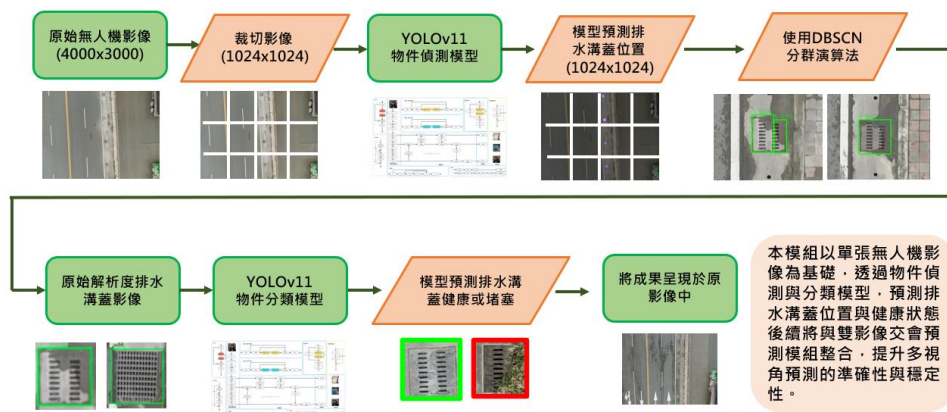 原始無人機影像
(4000x3000)
裁切影像
(1024x1024)
YOLOv11
物件偵測模型
模型預測排
水溝蓋位置
(1024x1024)
使用DBSCN
分群演算法
原始解析度排水
溝蓋影像
YOLOv11
物件分類模型
模型預測排水溝
蓋健康或堵塞
將成果呈現於原
影像中
本模組以單張無人機影
像為基礎，透過物件偵
測與分類模型，預測排
水溝蓋位置與健康狀態
後續將與雙影像交會預
測模組整合，提升多視
角預測的準確性與穩定
性。